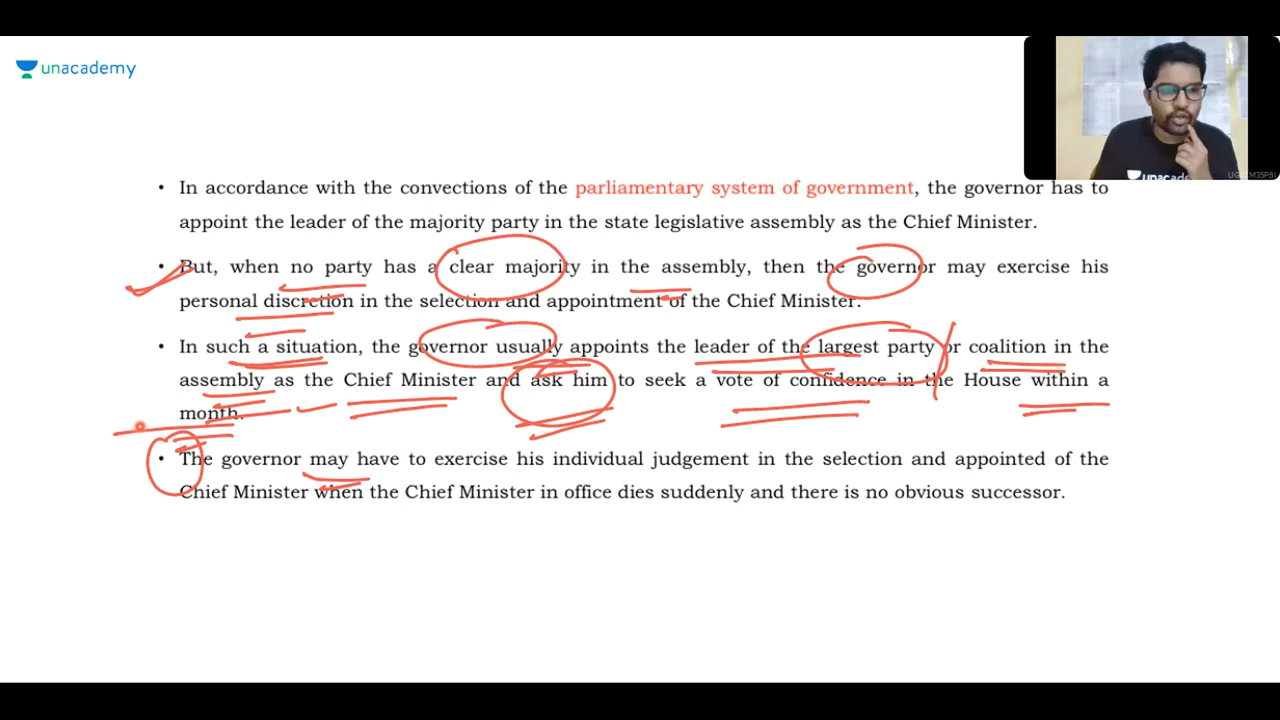 unacademy
• In accordance with the convections of the parliamentary system of government, the governor has to
appoint the leader of the majority party in the state legislative assembly as the Chief Minister.
• But, when no party has a clear majority in the assembly, then the governor may exercise his
personal discretion in the selection and appointment of the Chief Minister.
• In such a situation, the governor usually appoints the leader of the largest party or coalition in the
assembly as the Chief Minister and ask him to seek a vote of confidence in the House within a
month.
• The governor may have to exercise his individual judgement in the selection and appointed of the
Chief Minister when the Chief Minister in office dies suddenly and there is no obvious successor.